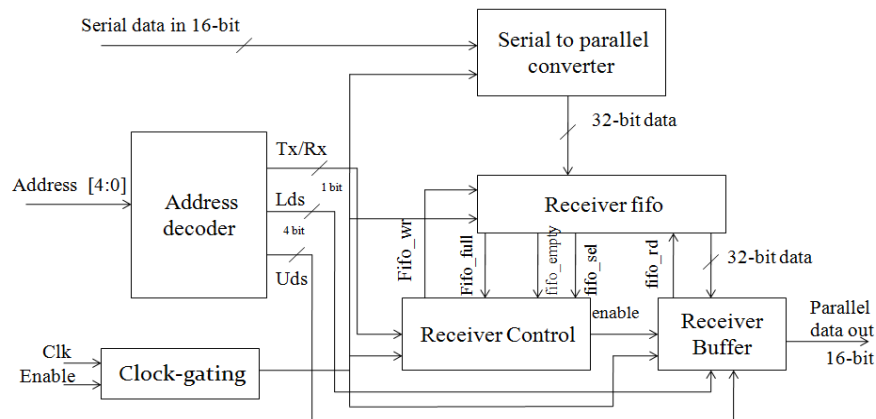 Serial data in 16-bit
Serial to parallel
converter
32-bit data
Address [4:0]
Address
decoder
Tx/Rx
1 bit
Lds
4 bit
Uds
Receiver fifo
Fifo_wr
Fifo_full
fifo_empty
fifo_sel
fifo_rd
32-bit data
Receiver Control
enable
Receiver
Buffer
Parallel
data out
16-bit
Clk
Enable
Clock-gating